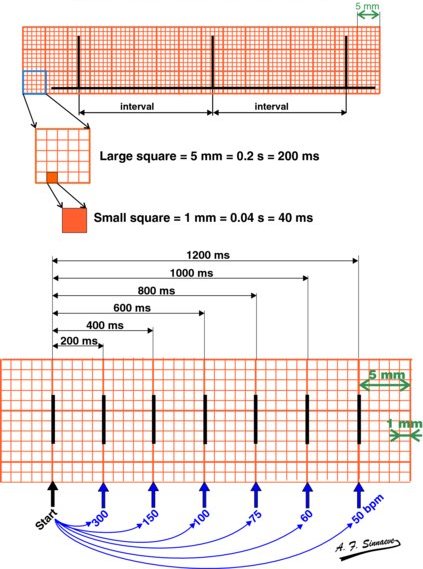 5 mm
interval interval
Large square = 5 mm = 0.2 s = 200 ms
Small square = 1 mm = 0.04 s = 40 ms
1200 ms
1000 ms
800 ms
600 ms
400 ms
200 ms
5 mm
1 mm
Start 300 150 100 75 60 50 bpm
A. F. Sinnaeve